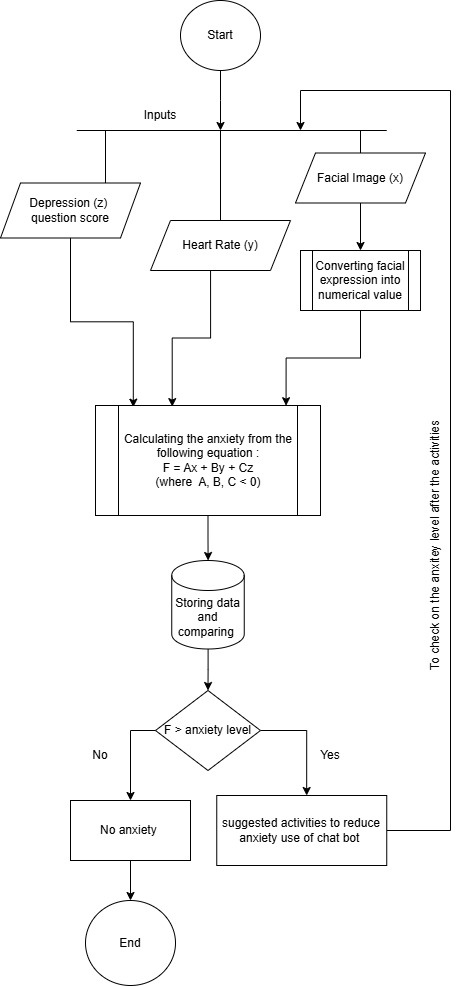 Start
Inputs
Depression (z)
question score
Heart Rate (y)
Facial Image (x)
Converting facial
expression into
numerical value
Calculating the anxiety from the
following equation :
F = Ax + By + Cz
(where A, B, C < 0)
Storing data
and
comparing
F > anxiety level
No
Yes
No anxiety
suggested activities to reduce
anxiety use of chat bot
End
To check on the anxitey level after the activities